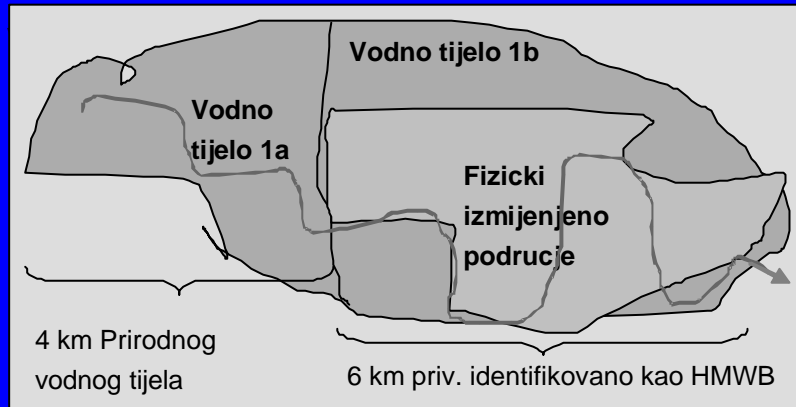 Vodno tijelo 1b
Vodno
tijelo 1a
Fizicki
izmijenjeno
podrucje
4 km Prirodnog
vodnog tijela
6 km priv. identifikovano kao HMWB